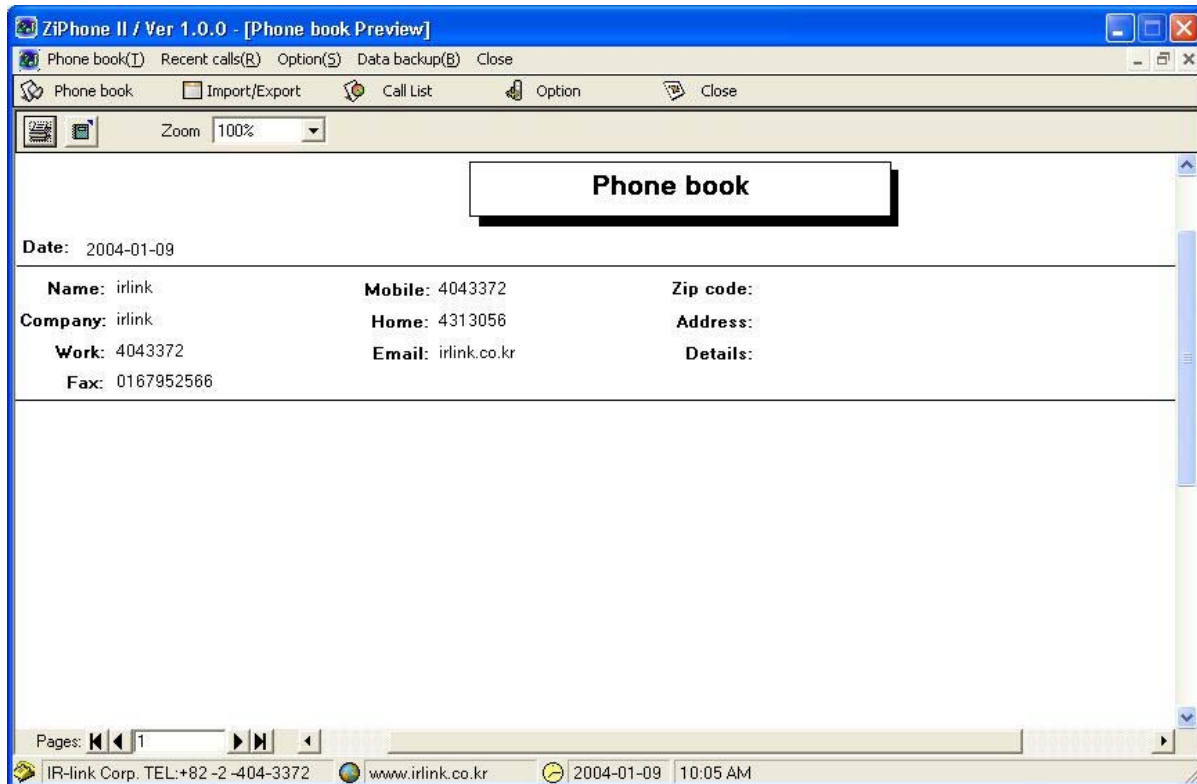 ZiPhone II / Ver 1.0.0 - [Phone book Preview]
Phone book(T) Recent calls(R) Option(S) Data backup(B) Close
Phone book Import/Export Call List Option Close
Zoom 100%
Phone book
Date: 2004-01-09
Name: irlink Mobile: 4043372 Zip code:
Company: irlink Home: 4313056 Address:
Work: 4043372 Email: irlink.co.kr Details:
Fax: 0167952566
Pages: 1
IR-link Corp. TEL:+82 -2 -404-3372 www.irlink.co.kr 2004-01-09 10:05 AM